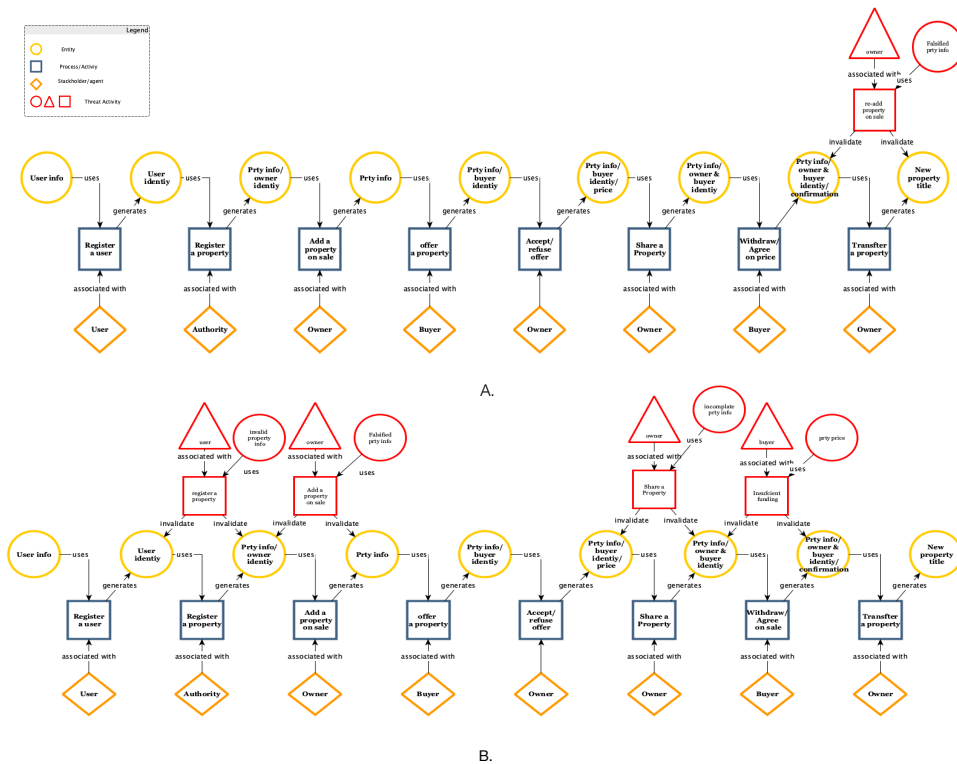 Legend
Entity
Process/Activiy
Stackholder/agent
Threat Activity
owner
Falsified
prty info
associated with
uses
re-add
property
on sale
invalidate
invalidate
User info
uses
User
identiy
uses
Prty info/
owner
identiy
uses
Prty info
uses
Prty info/
buyer
identiy
uses
Prty info/
buyer
identiy/
price
uses
Prty info/
owner &
buyer
identiy
uses
Prty info/
owner &
buyer
identiy/
confirmation
uses
New
property
title
generates
generates
generates
generates
generates
generates
generates
Register
a user
Register
a property
Add a
property
on sale
offer
a property
Accept/
refuse
offer
Share a
Property
Withdraw/
Agree
on price
Transfter
a property
associated with
associated with
associated with
associated with
associated with
associated with
associated with
associated with
User
Authority
Owner
Buyer
Owner
Owner
Buyer
Owner
A.
user
invalid
property
info
owner
Falsified
prty info
owner
incomplate
prty info
buyer
prty price
associated with
uses
associated with
uses
associated with
uses
associated with
uses
register a
property
Add a
property
on sale
Share a
Property
Insufcient
funding
invalidate
invalidate
invalidate
invalidate
invalidate
invalidate
invalidate
invalidate
User info
uses
User
identiy
uses
Prty info/
owner
identiy
uses
Prty info
uses
Prty info/
buyer
identiy
uses
Prty info/
buyer
identiy/
price
uses
Prty info/
owner &
buyer
identiy
uses
Prty info/
owner &
buyer
identiy/
confirmation
uses
New
property
title
generates
generates
generates
generates
generates
generates
generates
generates
Register
a user
Register
a property
Add a
property
on sale
offer
a property
Accept/
refuse
offer
Share a
Property
Withdraw/
Agree
on sale
Transfter
a property
associated with
associated with
associated with
associated with
associated with
associated with
associated with
associated with
User
Authority
Owner
Buyer
Owner
Owner
Buyer
Owner
B.